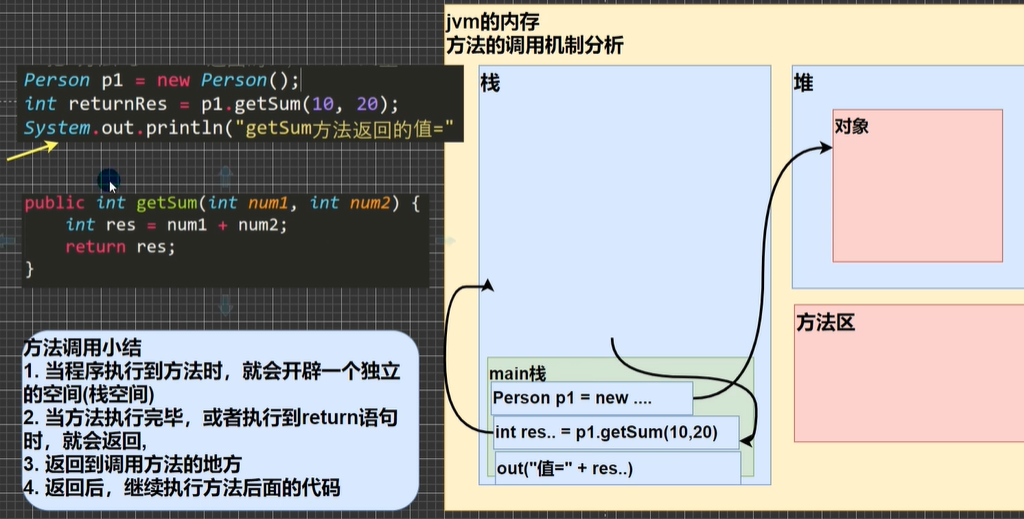 Person p1 = new Person();
int returnRes = p1.getSum(10, 20);
System.out.println("getSum方法返回的值="
public int getSum(int num1, int num2) {
int res = num1 + num2;
return res;
}
方法调用小结
1. 当程序执行到方法时，就会开辟一个独立
的空间(栈空间)
2. 当方法执行完毕，或者执行到return语句
时，就会返回,
3. 返回到调用方法的地方
4. 返回后，继续执行方法后面的代码
jvm的内存
方法的调用机制分析
栈
main栈
Person p1 = new ....
int res.. = p1.getSum(10,20)
out("值=" + res..)
堆
对象
方法区